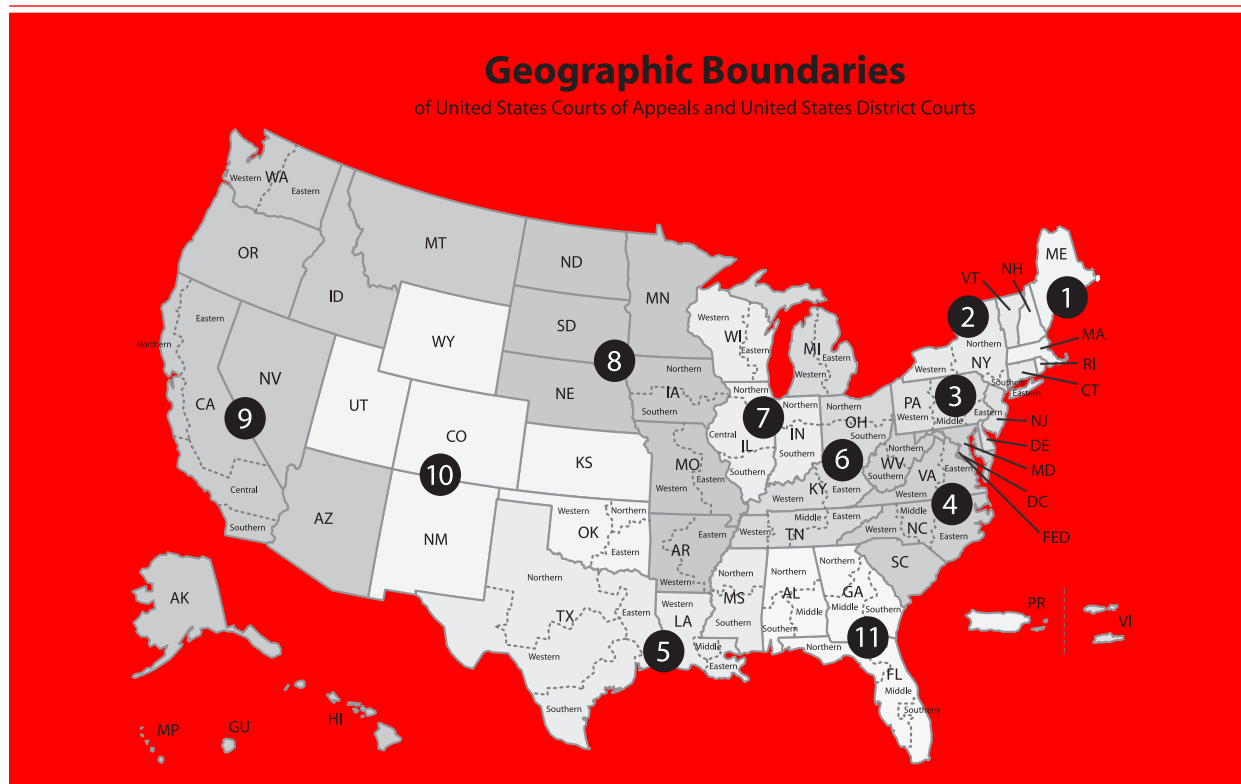 Geographic Boundaries
of United States Courts of Appeals and United States District Courts
WA
Western
Eastern
OR
MT
ID
ND
MN
SD
WY
8
NE
IA
Northern
Southern
Northern
Eastern
NV
CA
9
Central
Southern
UT
CO
10
KS
AZ
NM
MO
Western
Eastern
OK
Western
Northern
Eastern
AR
Eastern
Western
TX
Northern
Eastern
Western
Southern
LA
Western
Middle
Eastern
5
MS
Northern
Southern
AL
Northern
Middle
Southern
GA
Northern
Middle
Southern
11
FL
Northern
Middle
Southern
WI
Western
Eastern
MI
Eastern
Western
7
IL
Northern
Central
Southern
IN
Northern
Southern
OH
Northern
Southern
6
KY
Western
Eastern
TN
Western
Middle
Eastern
WV
Northern
Southern
VA
Eastern
Western
4
NC
Western
Middle
Eastern
SC
PA
Western
Middle
Eastern
3
NY
Western
Northern
Southern
Eastern
2
VT
NH
ME
1
MA
RI
CT
NJ
DE
MD
DC
FED
PR
VI
AK
HI
GU
MP